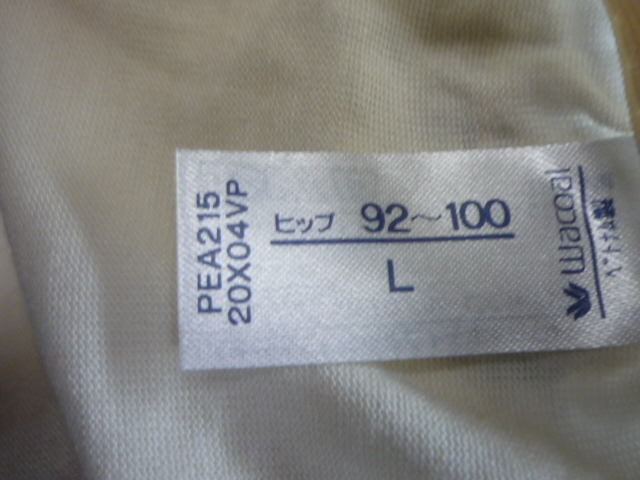 PEA215
20X04VP
ヒップ 92～100
L
wacoal
ベトナム製